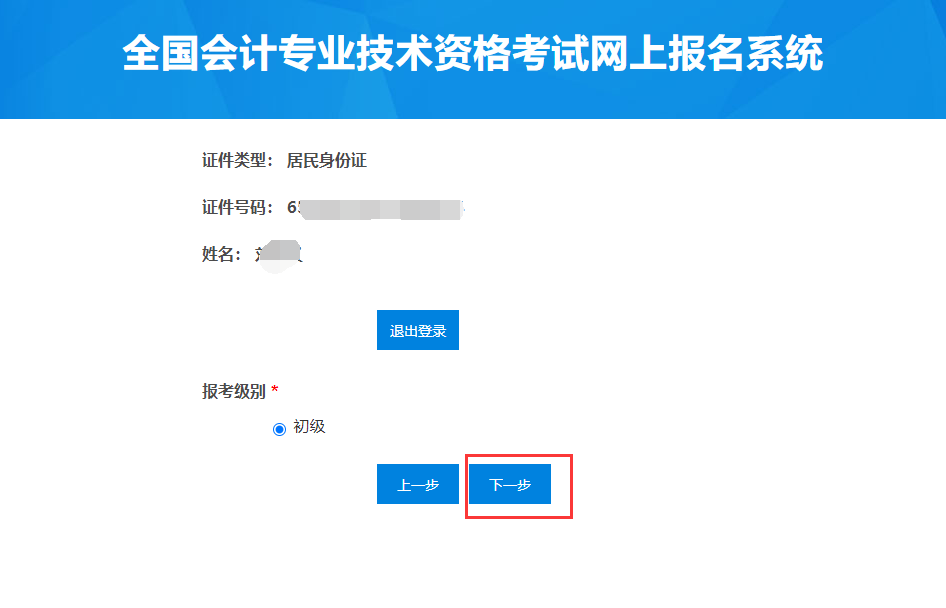 全国会计专业技术资格考试网上报名系统
证件类型： 居民身份证
证件号码： 6
姓名：
退出登录
报考级别 *
初级
上一步 下一步